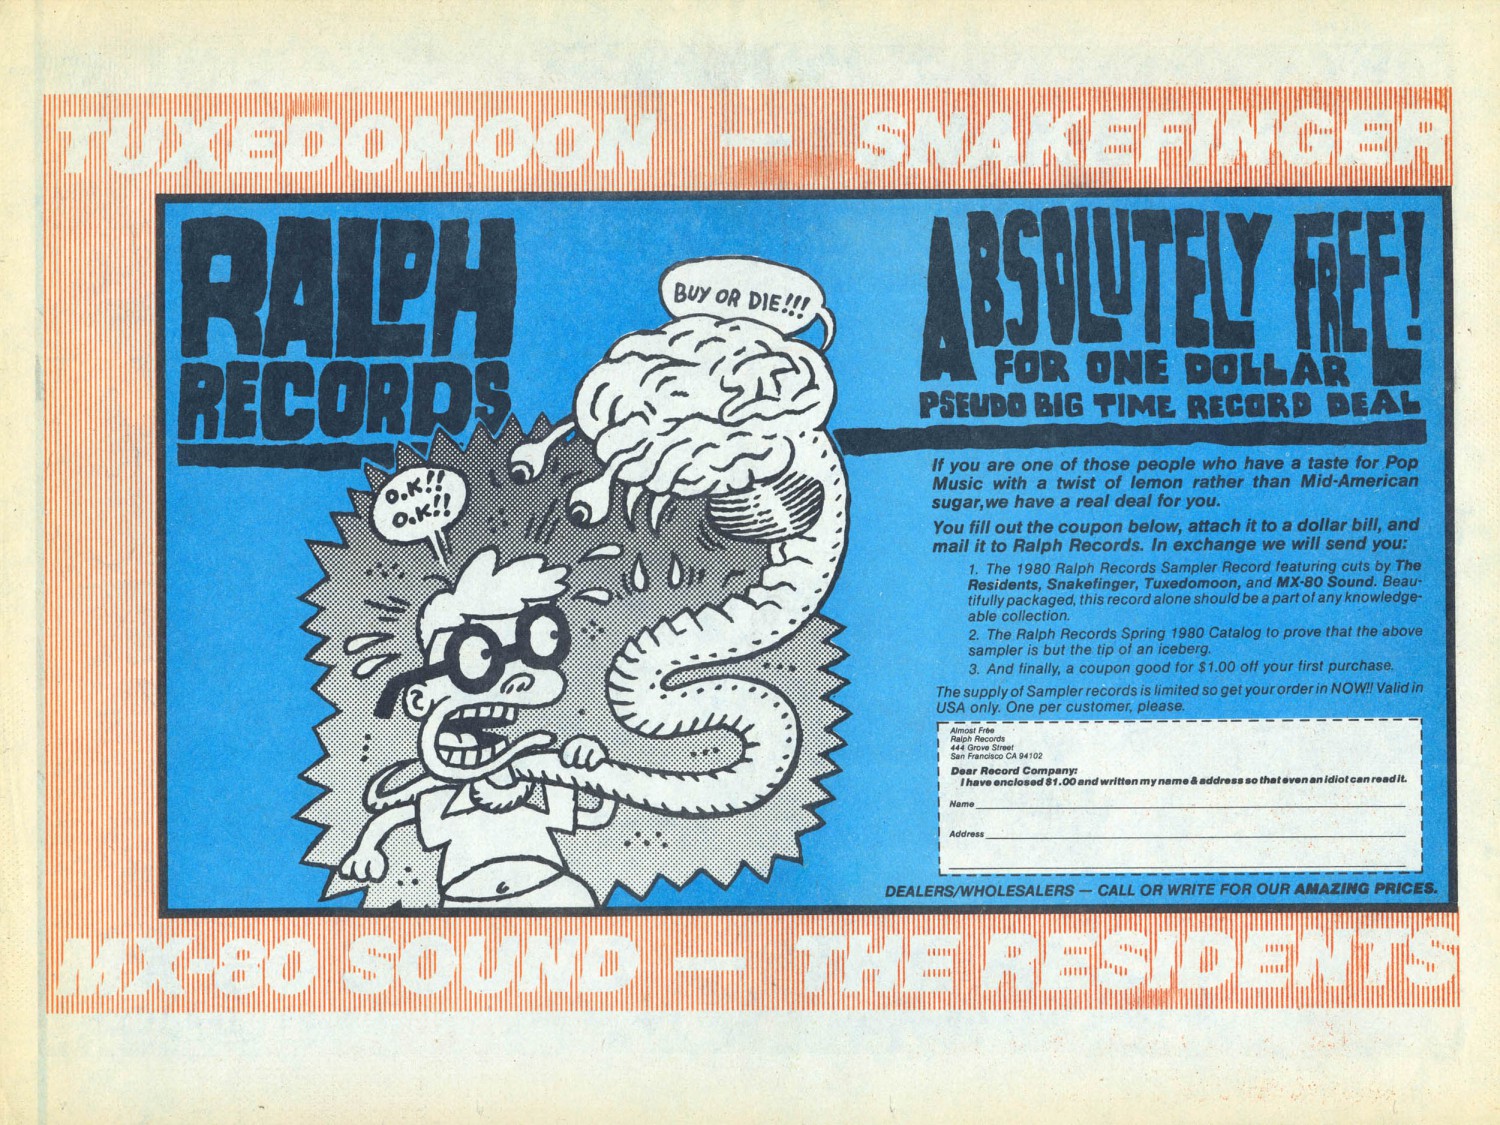 TUXEDOMOON — SNAKEFINGER
RALPH
RECORDS
BUY OR DIE!!!
O.K!!
O.K!!
ABSOLUTELY FREE!
FOR ONE DOLLAR
PSEUDO BIG TIME RECORD DEAL
If you are one of those people who have a taste for Pop
Music with a twist of lemon rather than Mid-American
sugar, we have a real deal for you.
You fill out the coupon below, attach it to a dollar bill, and
mail it to Ralph Records. In exchange we will send you:
1. The 1980 Ralph Records Sampler Record featuring cuts by The
Residents, Snakefinger, Tuxedomoon, and MX-80 Sound. Beau-
tifully packaged, this record alone should be a part of any knowledge-
able collection.
2. The Ralph Records Spring 1980 Catalog to prove that the above
sampler is but the tip of an iceberg.
3. And finally, a coupon good for $1.00 off your first purchase.
The supply of Sampler records is limited so get your order in NOW!! Valid in
USA only. One per customer, please.
Almost Free
Ralph Records
444 Grove Street
San Francisco CA 94102
Dear Record Company:
I have enclosed $1.00 and written my name & address so that even an idiot can read it.
Name
Address
DEALERS/WHOLESALERS — CALL OR WRITE FOR OUR AMAZING PRICES.
MX-80 SOUND — THE RESIDENTS